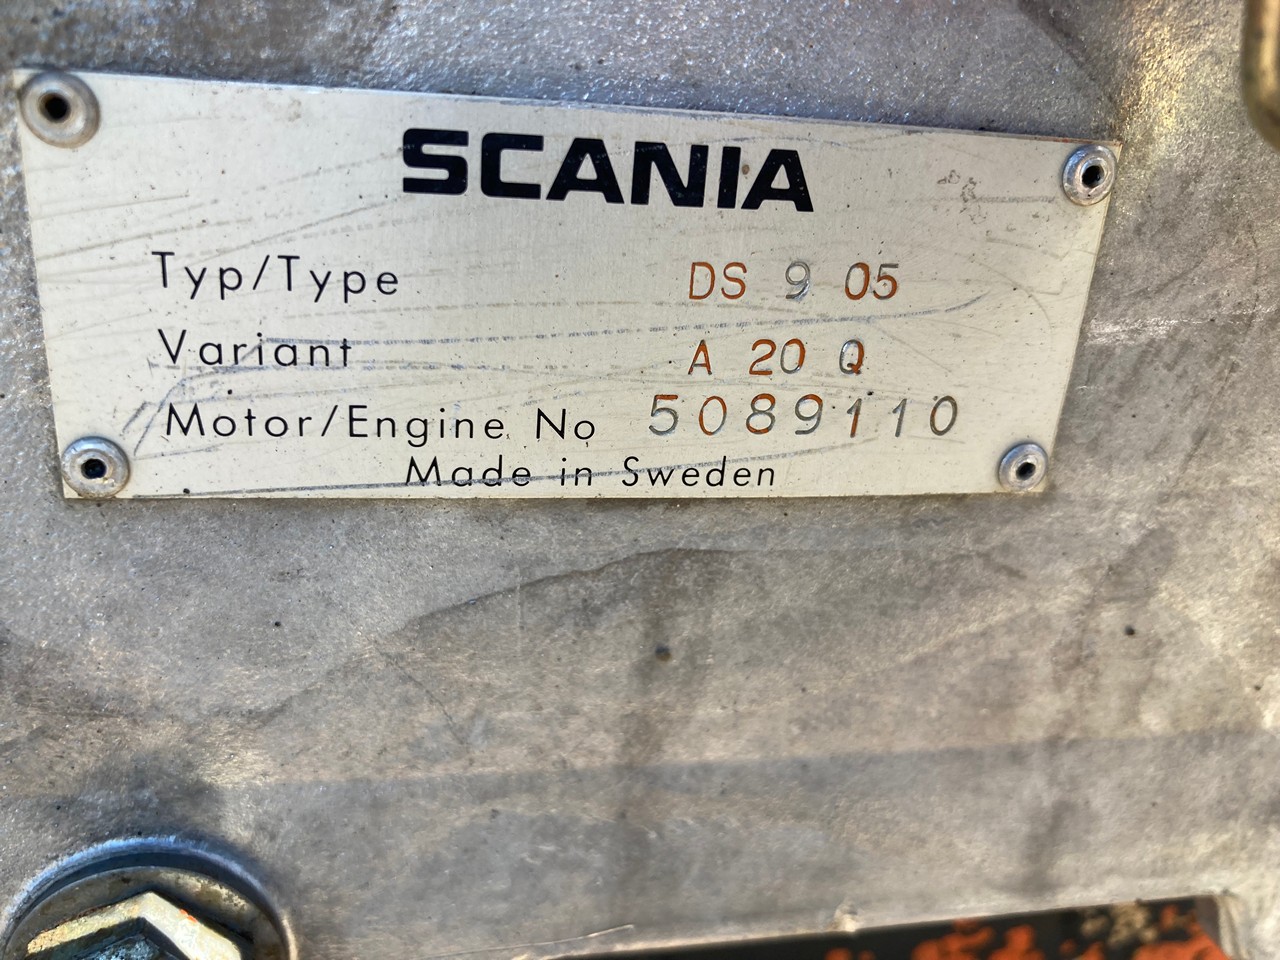 SCANIA
Typ/Type DS 9 05
Variant A 20 Q
Motor/Engine No 5089110
Made in Sweden